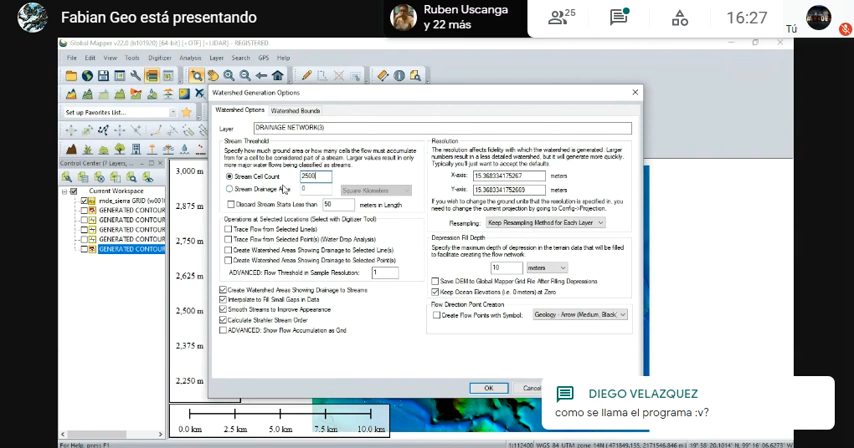 Fabian Geo está presentando
Ruben Uscanga
y 22 más
25
16:27
Tú
Global Mapper v22.0 (b101920) [64-bit] [+OTF] [+LIDAR] - REGISTERED
File Edit View Tools Digitizer Analysis Layer Search GPS Help
Set up Favorites List...
Control Center (7 Layers, ...
Current Workspace
mde_sierra GRID (w001
GENERATED CONTOUR
GENERATED CONTOUR
GENERATED CONTOUR
GENERATED CONTOUR
GENERATED CONTOUR
3,000 m
2,875 m
2,750 m
2,625 m
2,500 m
2,375 m
2,250 m
0.0 km 2.5 km 5.0 km 7.5 km 10.0 km
Watershed Generation Options
Watershed Options Watershed Bounds
Layer DRAINAGE NETWORK(3)
Stream Threshold
Specify how much ground area or how many cells the flow must accumulate
from for a cell to be considered part of a stream. Larger values result in only
more major water flows being classified as streams.
Stream Cell Count 2500
Stream Drainage Area 0 Square Kilometers
Discard Stream Starts Less than 50 meters in Length
Operations at Selected Locations (Select with Digitizer Tool)
Trace Flow from Selected Line(s)
Trace Flow from Selected Point(s) (Water Drop Analysis)
Create Watershed Areas Showing Drainage to Selected Line(s)
Create Watershed Areas Showing Drainage to Selected Point(s)
ADVANCED: Flow Threshold in Sample Resolution: 1
Create Watershed Areas Showing Drainage to Streams
Interpolate to Fill Small Gaps in Data
Smooth Streams to Improve Appearance
Calculate Strahler Stream Order
ADVANCED: Show Flow Accumulation as Grid
Resolution
The resolution affects fidelity with which the watershed is generated. Larger
numbers result in a less detailed watershed, but it will generate more quickly.
Typically you'll just want to accept the defaults
X-axis: 15.368334175267 meters
Y-axis: 15.3683341752669 meters
If you wish to change the ground units that the resolution is specified in, you
need to change the current projection by going to Config->Projection.
Resampling: Keep Resampling Method for Each Layer
Depression Fill Depth
Specify the maximum depth of depression in the terrain data that will be filled
to facilitate creating the flow network.
10 meters
Save DEM to Global Mapper Grid File After Filling Depressions
Keep Ocean Elevations (i.e. 0 meters) at Zero
Flow Direction Point Creation
Create Flow Points with Symbol: Geology - Arrow (Medium, Black)
OK Cancel
DIEGO VELAZQUEZ
como se llama el programa :v?
For Help, press F1